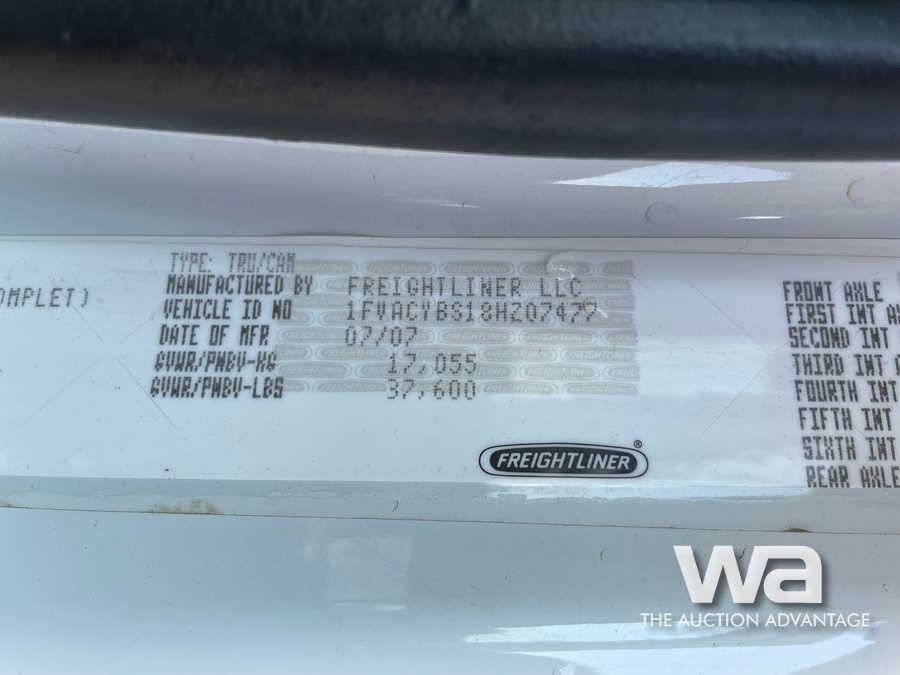 OMPLET)
TYPE: TRU/CAM
MANUFACTURED BY FREIGHTLINER LLC
VEHICLE ID NO 1FVACYBS18HZ07477
DATE OF MFR 07/07
GVWR/PNBV-KG 17,055
GVWR/PNBV-LBS 37,600
FREIGHTLINER®
FRONT AXLE
FIRST INT A
SECOND INT
THIRD INT A
FOURTH INT
FIFTH INT
SIXTH INT
REAR AXLE
wa
THE AUCTION ADVANTAGE